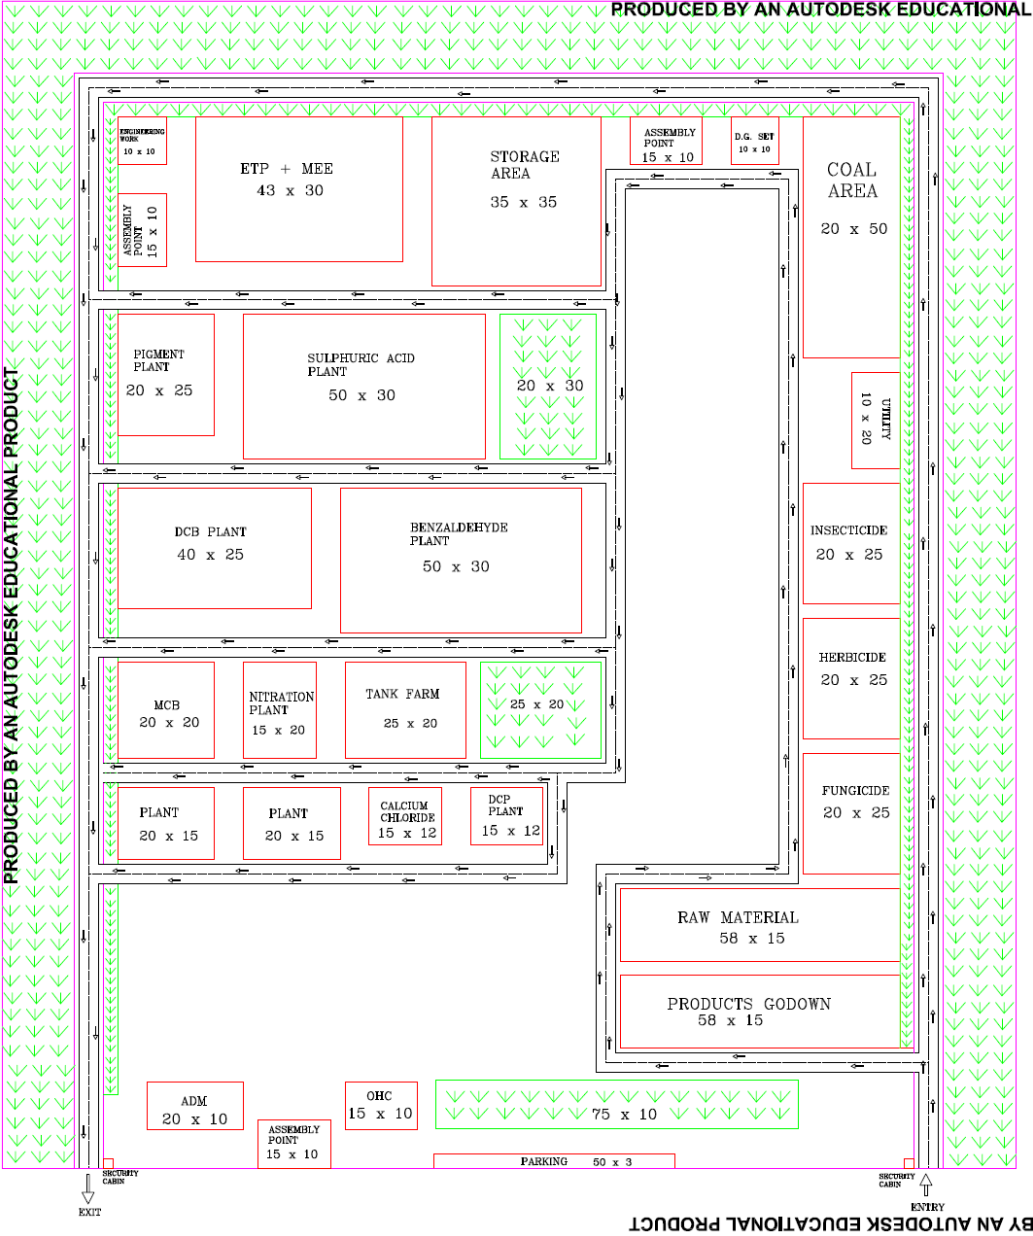 PRODUCED BY AN AUTODESK EDUCATIONAL
ENGINEERING
WORK
10 x 10
ETP + MEE
43 x 30
STORAGE
AREA
35 x 35
ASSEMBLY
POINT
15 x 10
D.G. SET
10 x 10
COAL
AREA
20 x 50
ASSEMBLY
POINT
15 x 10
PIGMENT
PLANT
20 x 25
SULPHURIC ACID
PLANT
50 x 30
20 x 30
UTILITY
10 x 20
PRODUCED BY AN AUTODESK EDUCATIONAL PRODUCT
DCB PLANT
40 x 25
BENZALDEHYDE
PLANT
50 x 30
INSECTICIDE
20 x 25
HERBICIDE
20 x 25
MCB
20 x 20
NITRATION
PLANT
15 x 20
TANK FARM
25 x 20
25 x 20
FUNGICIDE
20 x 25
PLANT
20 x 15
PLANT
20 x 15
CALCIUM
CHLORIDE
15 x 12
DCP
PLANT
15 x 12
RAW MATERIAL
58 x 15
PRODUCTS GODOWN
58 x 15
ADM
20 x 10
OHC
15 x 10
75 x 10
ASSEMBLY
POINT
15 x 10
PARKING 50 x 3
SECURITY
CABIN
SECURITY
CABIN
EXIT
ENTRY
BY AN AUTODESK EDUCATIONAL PRODUCT